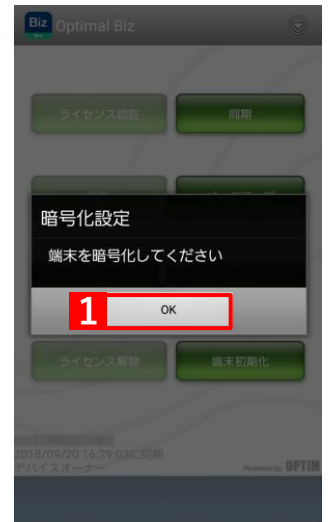 Biz Optimal Biz
Biz
ライセンス認証 同期
暗号化設定
端末を暗号化してください
1 OK
ライセンス解除 端末初期化
2018/09/20 16:29:03に同期
デバイスオーナー Powered by OPTiM